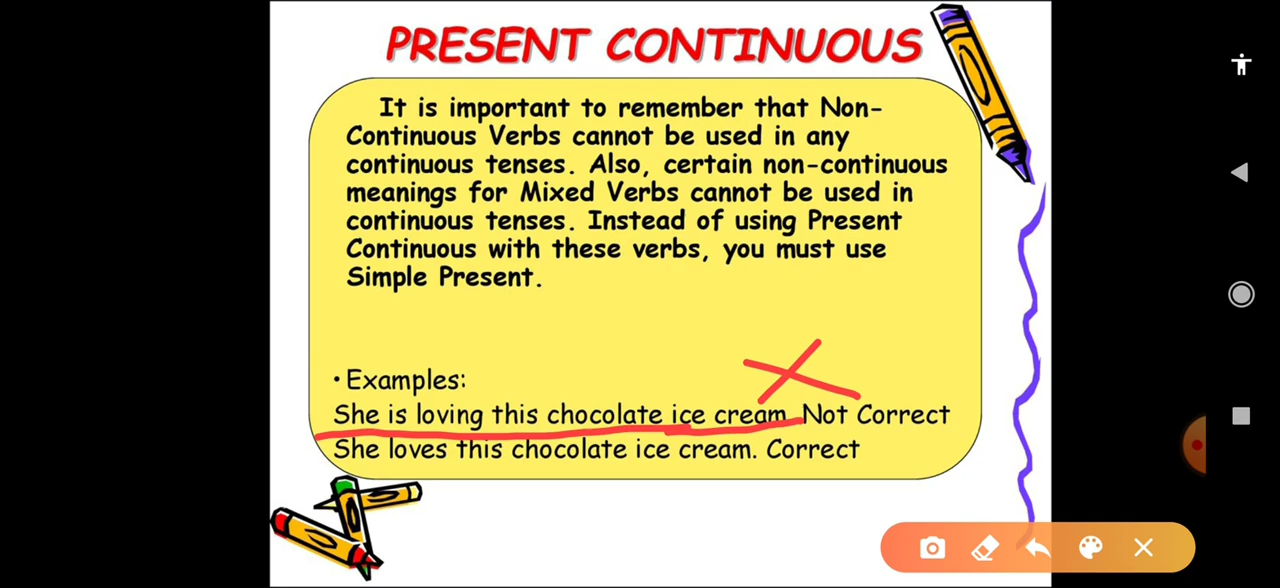 PRESENT CONTINUOUS
It is important to remember that Non-
Continuous Verbs cannot be used in any
continuous tenses. Also, certain non-continuous
meanings for Mixed Verbs cannot be used in
continuous tenses. Instead of using Present
Continuous with these verbs, you must use
Simple Present.
• Examples:
She is loving this chocolate ice cream. Not Correct
She loves this chocolate ice cream. Correct